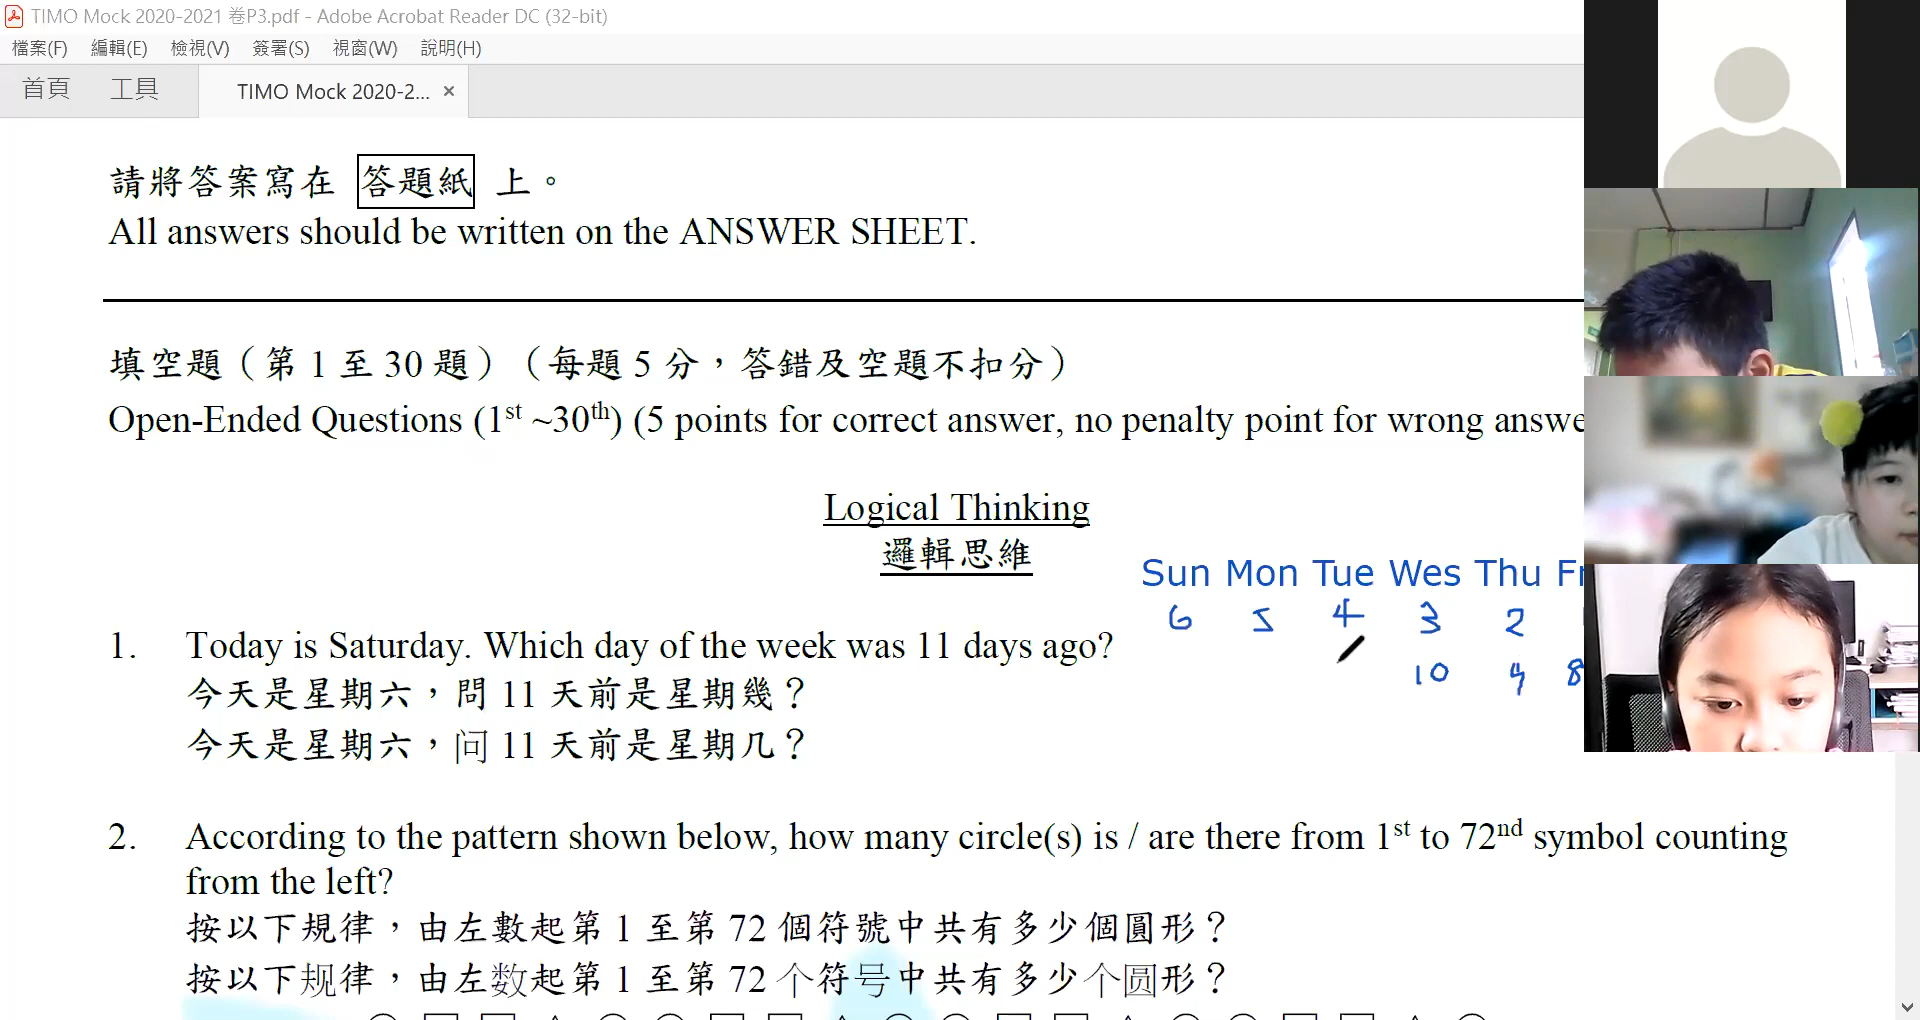 TIMO Mock 2020-2021 卷P3.pdf - Adobe Acrobat Reader DC (32-bit)
檔案(F) 編輯(E) 檢視(V) 簽署(S) 視窗(W) 說明(H)
首頁 工具 TIMO Mock 2020-2... ×
請將答案寫在 答題紙 上。
All answers should be written on the ANSWER SHEET.
填空題（第 1 至 30 題）（每題 5 分，答錯及空題不扣分）
Open-Ended Questions (1st ~30th) (5 points for correct answer, no penalty point for wrong answe
Logical Thinking
邏輯思維
Sun Mon Tue Wes Thu Fr
6 5 4 3 2
10 9 8
1. Today is Saturday. Which day of the week was 11 days ago?
今天是星期六，問 11 天前是星期幾？
今天是星期六，问 11 天前是星期几？
2. According to the pattern shown below, how many circle(s) is / are there from 1st to 72nd symbol counting
from the left?
按以下規律，由左數起第 1 至第 72 個符號中共有多少個圓形？
按以下规律，由左数起第 1 至第 72 个符号中共有多少个圆形？